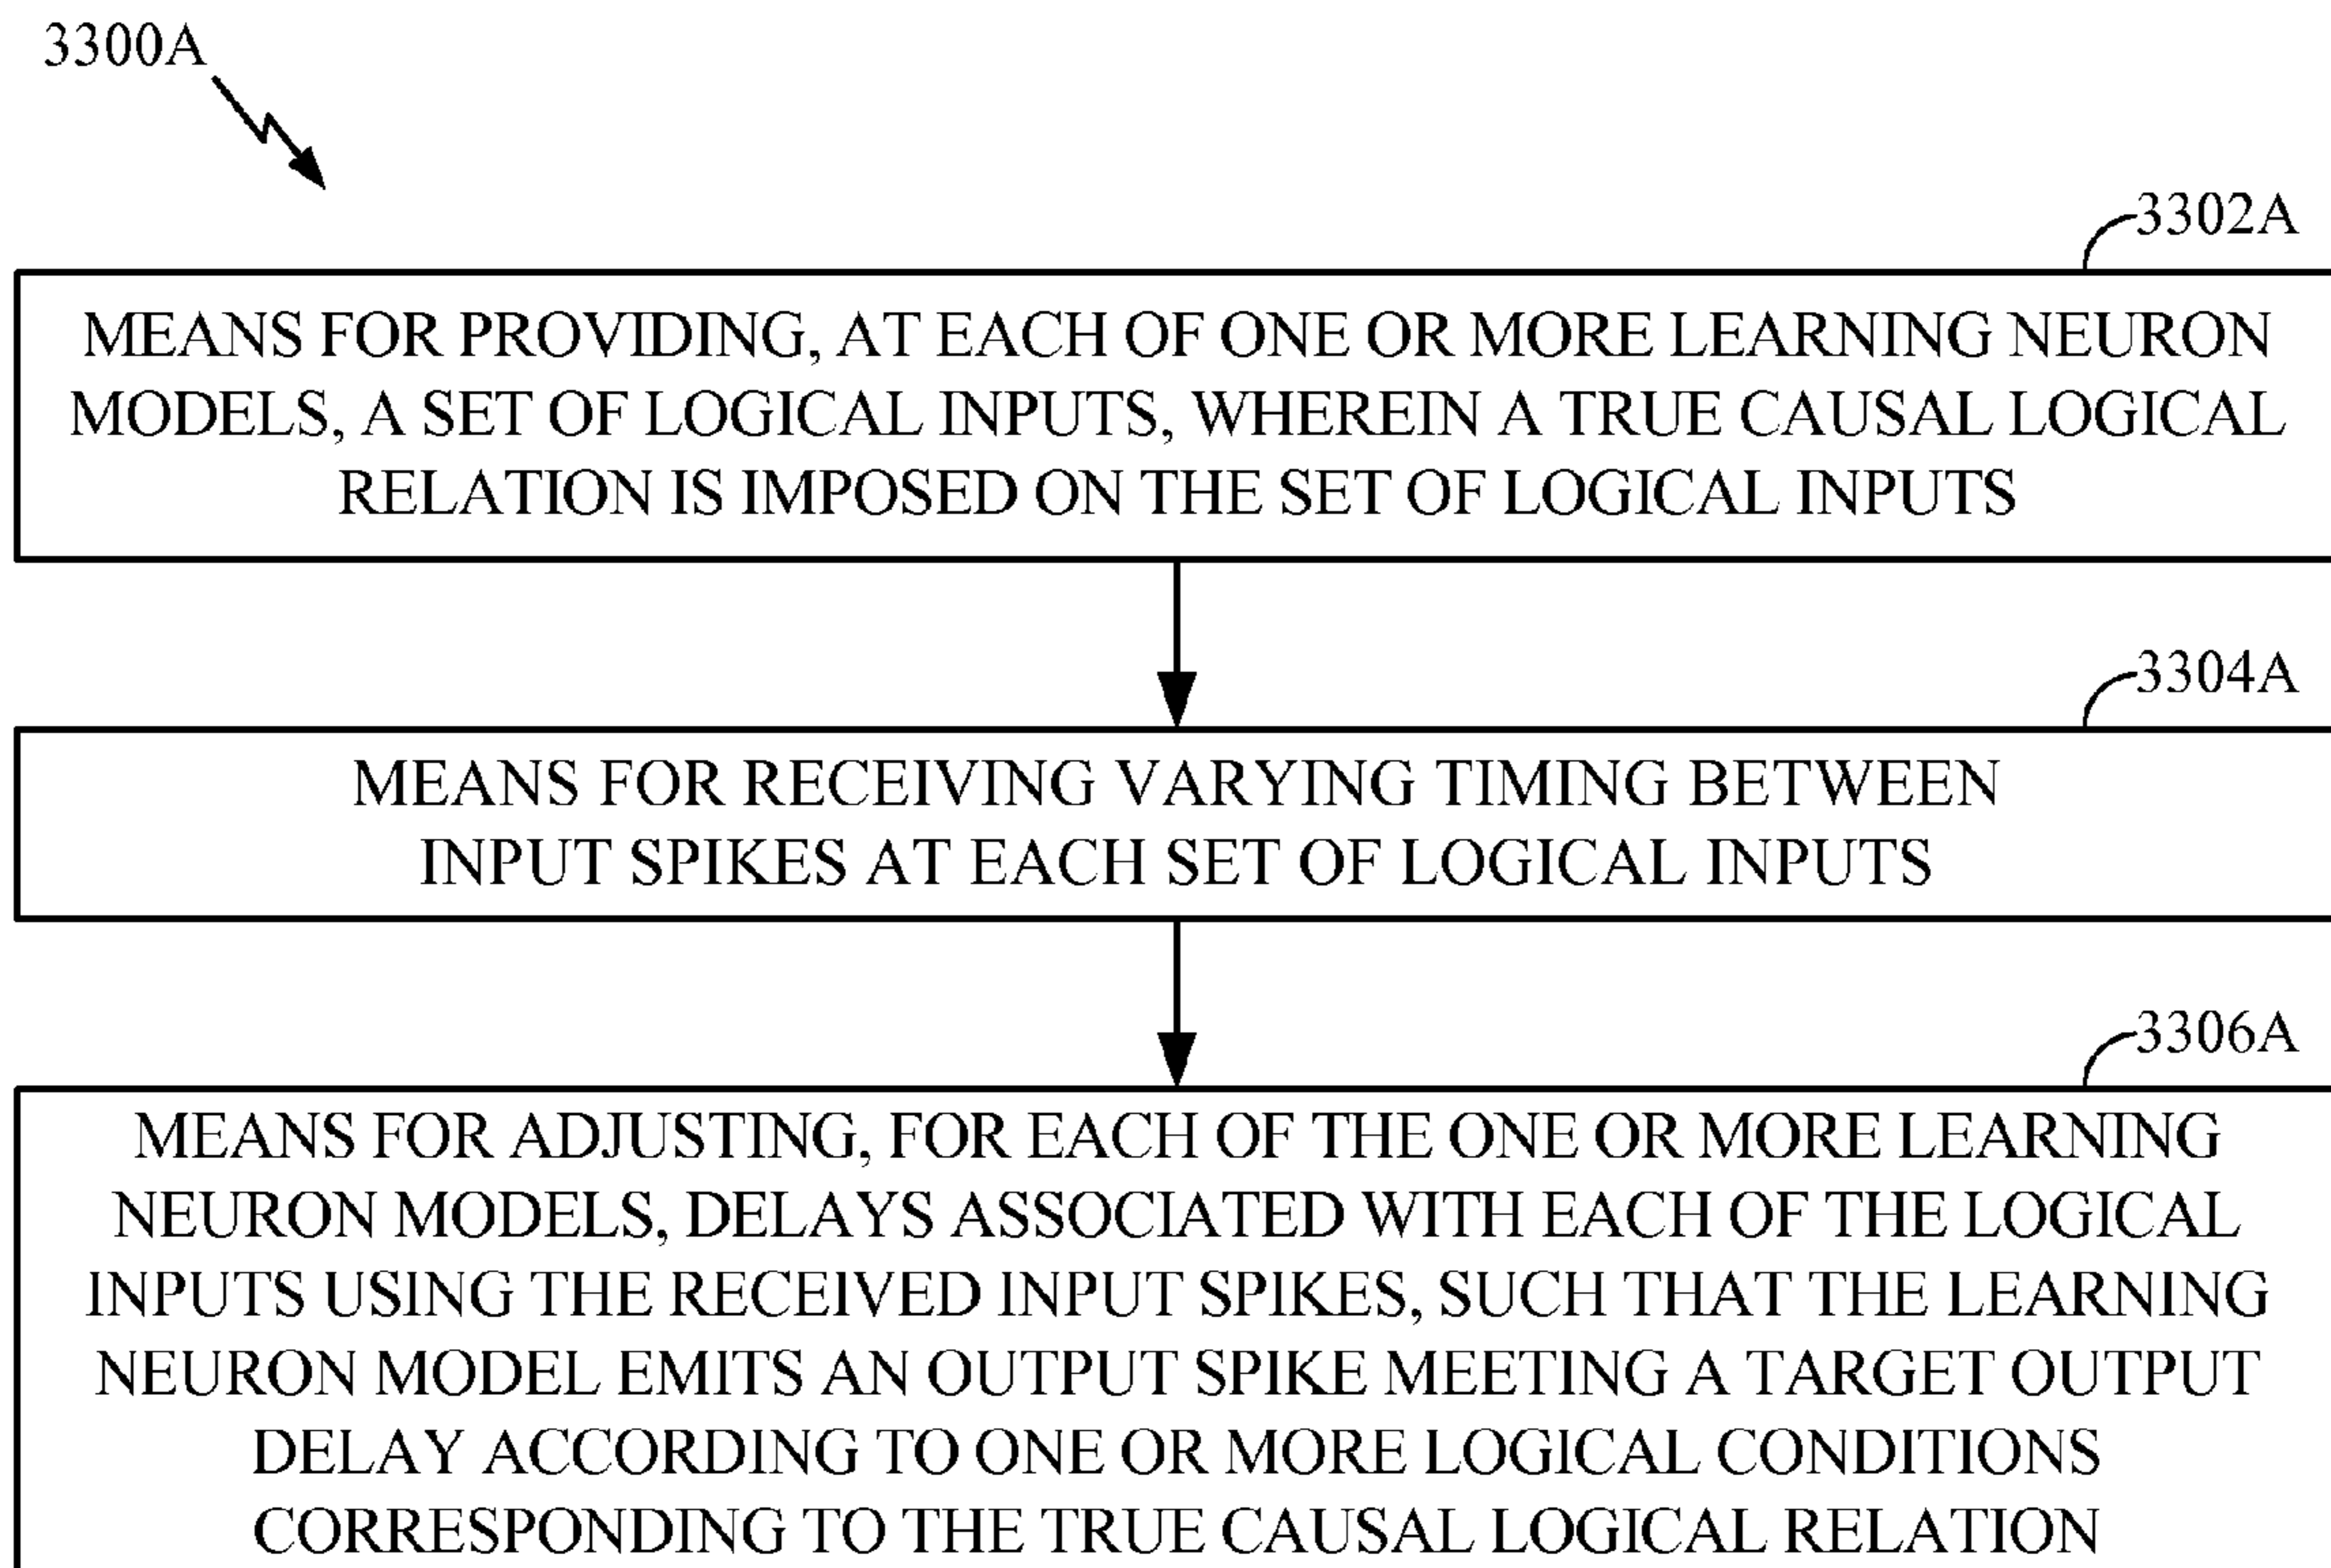 3300A
3302A
MEANS FOR PROVIDING, AT EACH OF ONE OR MORE LEARNING NEURON
MODELS, A SET OF LOGICAL INPUTS, WHEREIN A TRUE CAUSAL LOGICAL
RELATION IS IMPOSED ON THE SET OF LOGICAL INPUTS
3304A
MEANS FOR RECEIVING VARYING TIMING BETWEEN
INPUT SPIKES AT EACH SET OF LOGICAL INPUTS
3306A
MEANS FOR ADJUSTING, FOR EACH OF THE ONE OR MORE LEARNING
NEURON MODELS, DELAYS ASSOCIATED WITH EACH OF THE LOGICAL
INPUTS USING THE RECEIVED INPUT SPIKES, SUCH THAT THE LEARNING
NEURON MODEL EMITS AN OUTPUT SPIKE MEETING A TARGET OUTPUT
DELAY ACCORDING TO ONE OR MORE LOGICAL CONDITIONS
CORRESPONDING TO THE TRUE CAUSAL LOGICAL RELATION